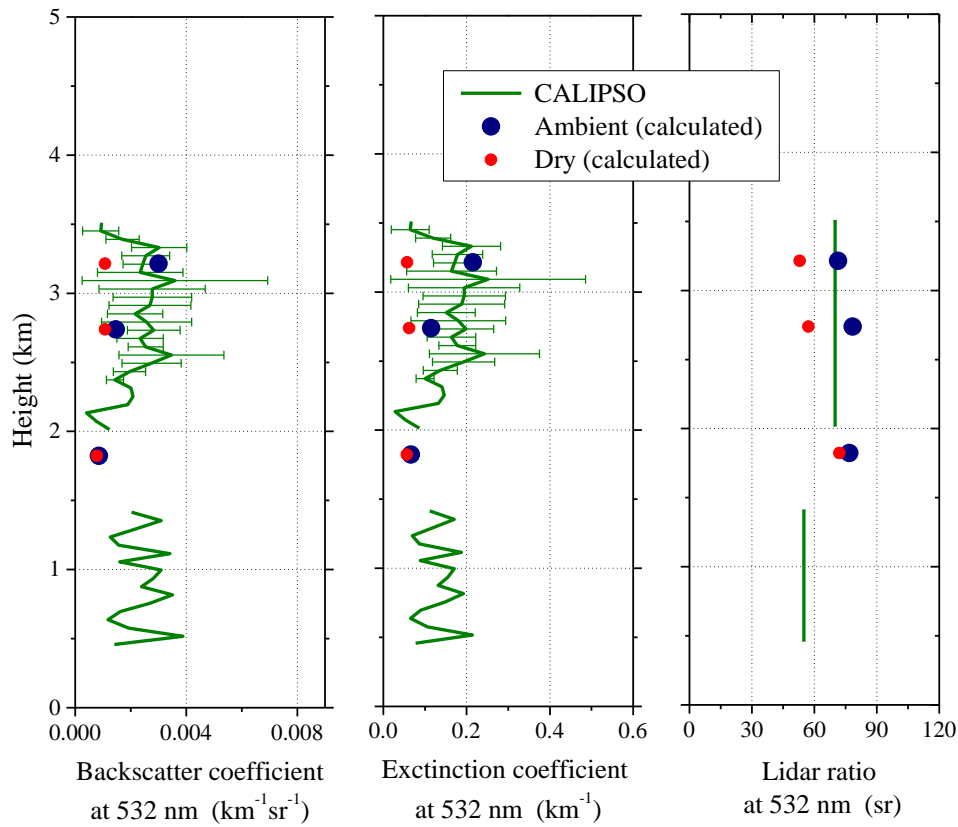 5
4
3
2
1
0
Height (km)
CALIPSO
Ambient (calculated)
Dry (calculated)
0.000 0.004 0.008
0.0 0.2 0.4 0.6
0 30 60 90 120
Backscatter coefficient
at 532 nm (km⁻¹sr⁻¹)
Exctinction coefficient
at 532 nm (km⁻¹)
Lidar ratio
at 532 nm (sr)